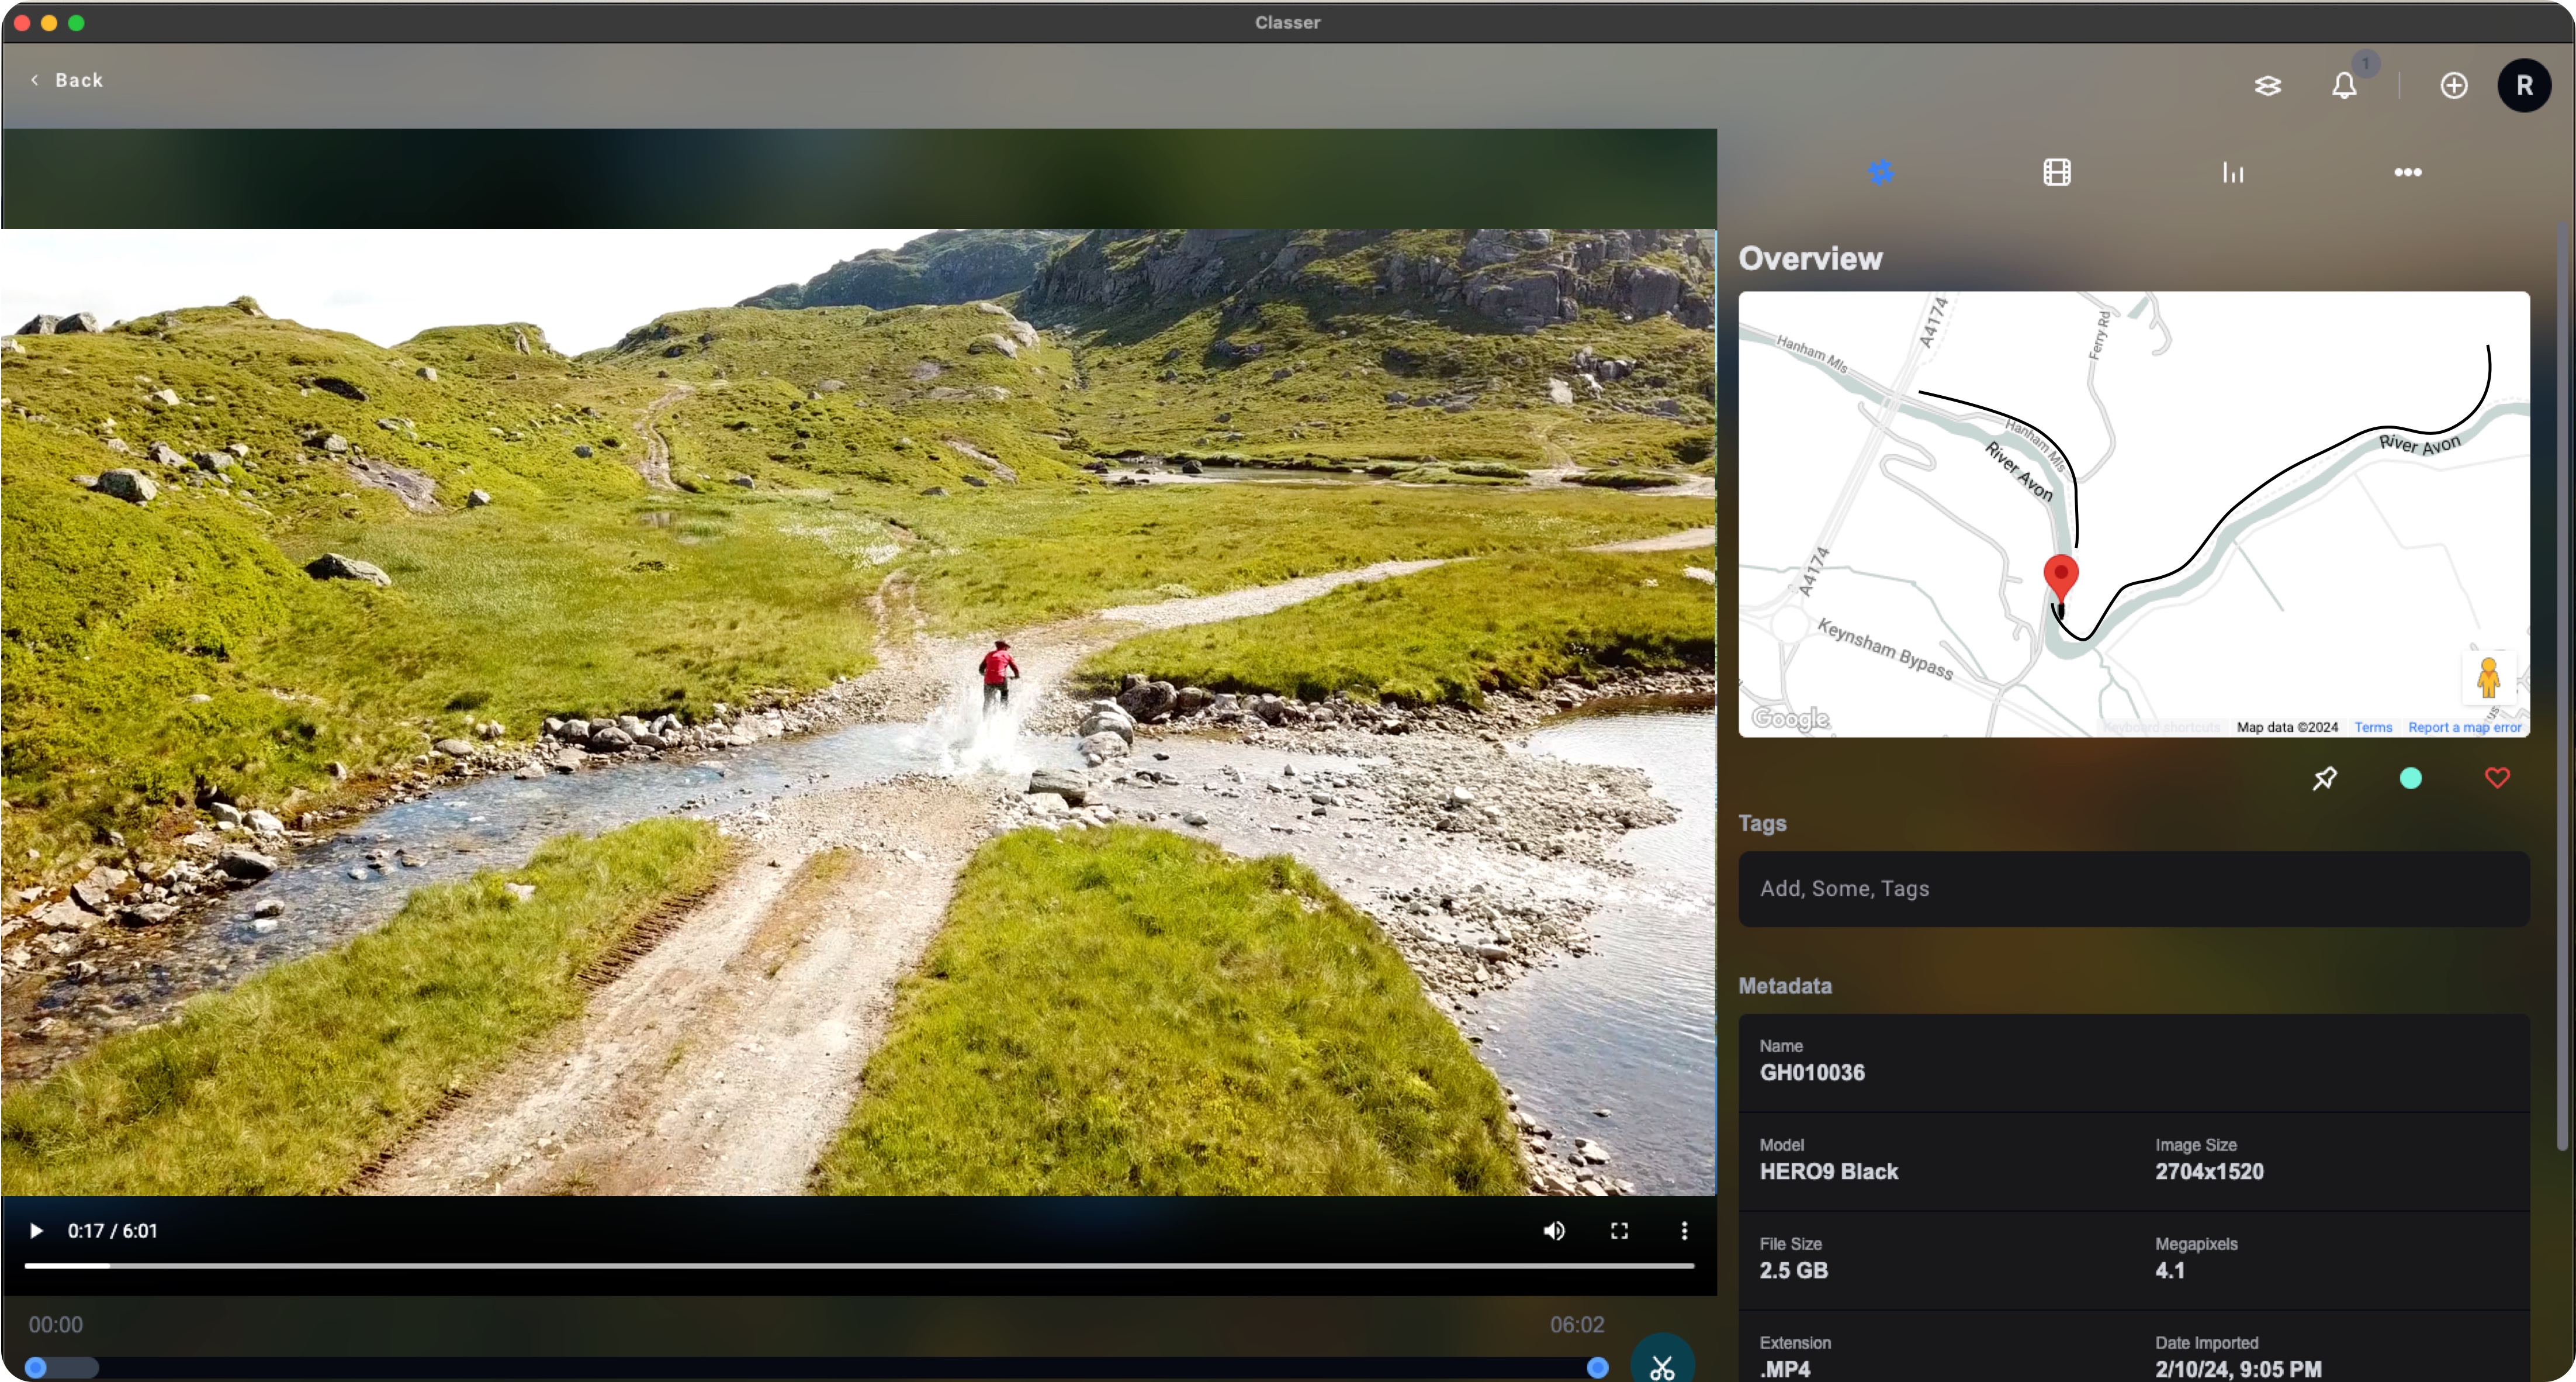 Classer
Back
1
R
Overview
A4174
Hanham Mls
Ferry Rd
Hanham Mls
River Avon
River Avon
A4174
Keynsham Bypass
Google
Keyboard shortcuts
Map data ©2024
Terms
Report a map error
Tags
Add, Some, Tags
Metadata
Name
GH010036
Model
HERO9 Black
Image Size
2704x1520
File Size
2.5 GB
Megapixels
4.1
Extension
.MP4
Date Imported
2/10/24, 9:05 PM
0:17 / 6:01
00:00
06:02